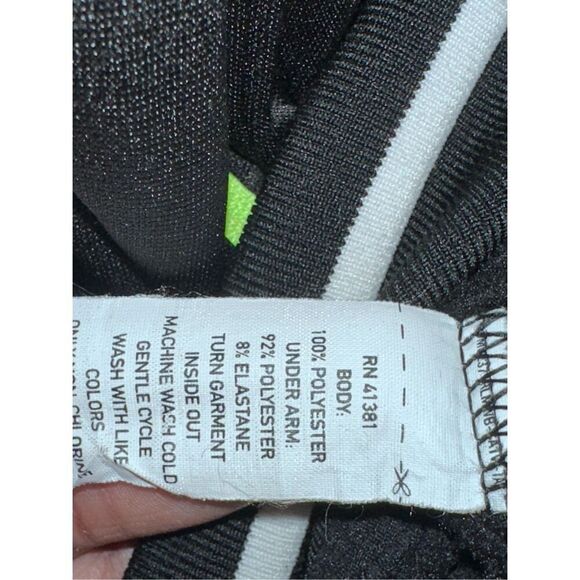 RN 41381
BODY:
100% POLYESTER
UNDER ARM:
92% POLYESTER
8% ELASTANE
TURN GARMENT
INSIDE OUT
MACHINE WASH COLD
GENTLE CYCLE
WASH WITH LIKE
COLORS